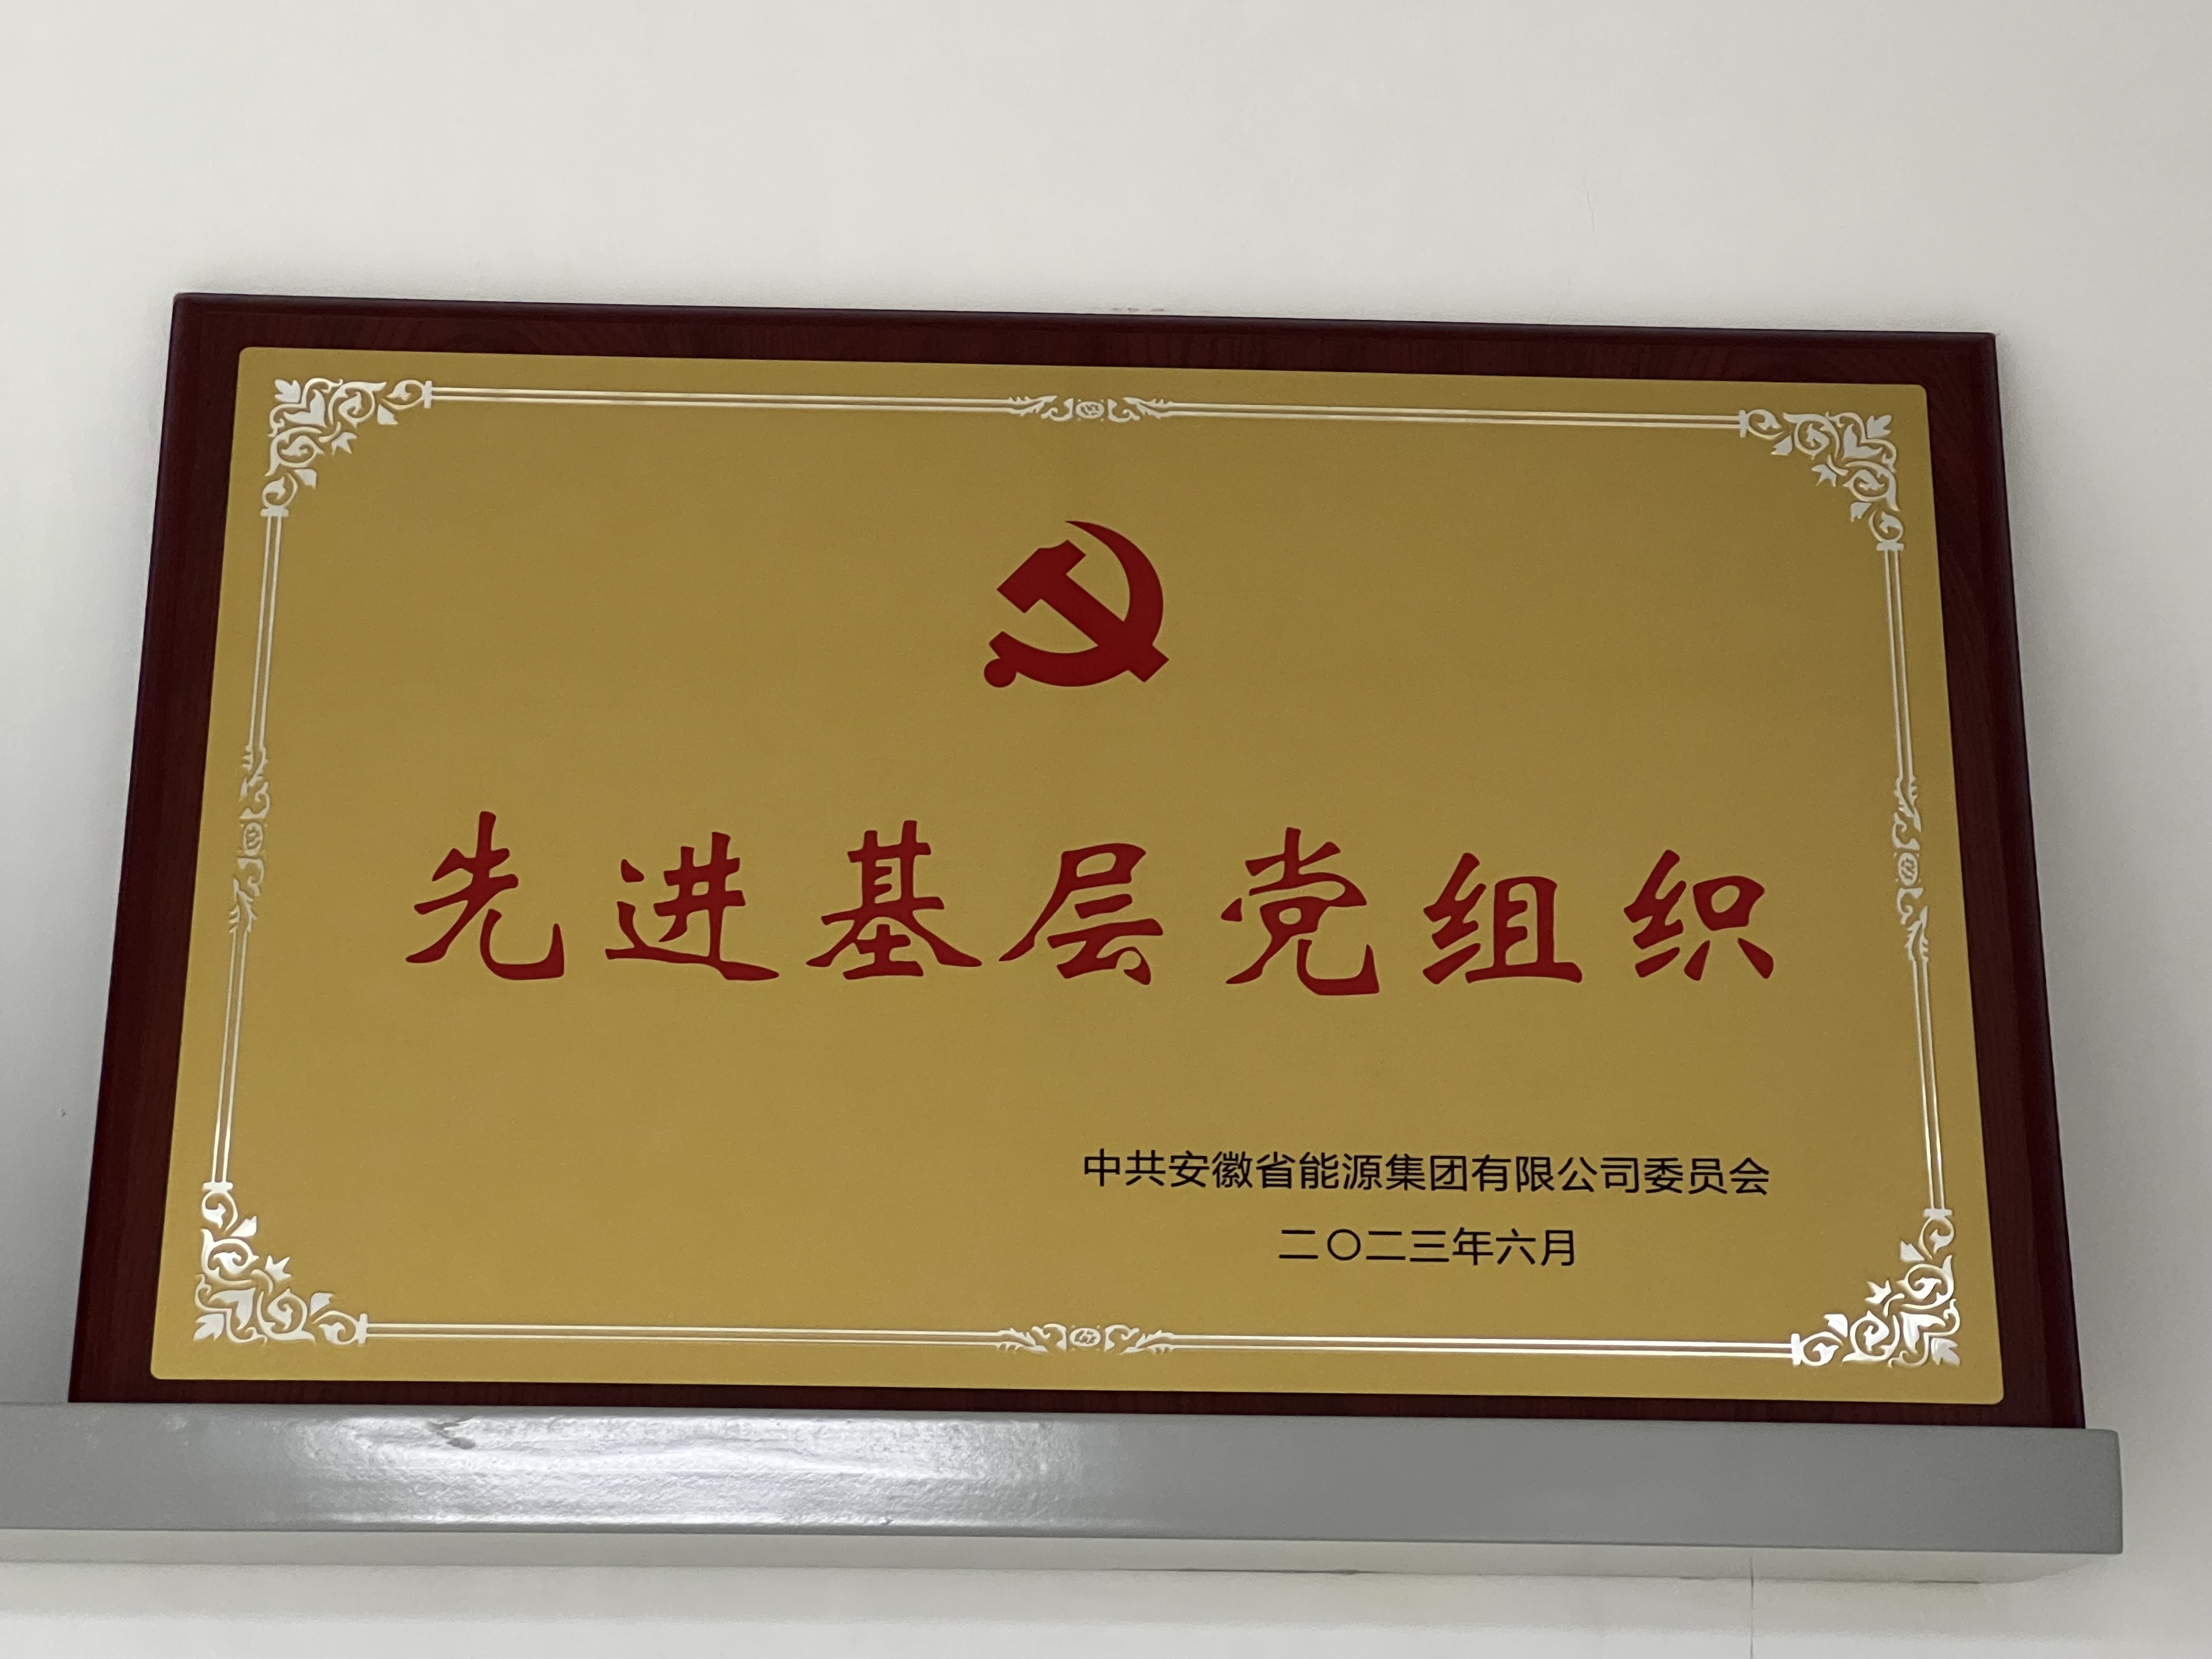 先进基层党组织
中共安徽省能源集团有限公司委员会
二〇二三年六月